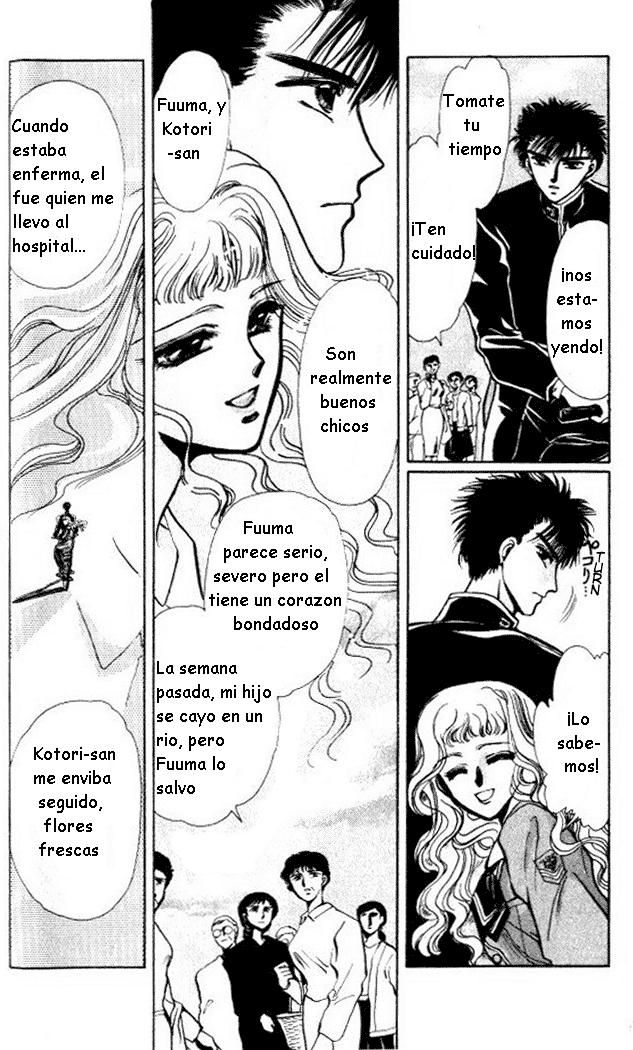 Tomate
tu
tiempo
¡Ten
cuidado!
¡nos
esta-
mos
yendo!
ペコリ...
TURN
¡Lo
sabe-
mos!
Fuuma, y
Kotori
-san
Son
realmente
buenos
chicos
Fuuma
parece serio,
severo pero el
tiene un corazon
bondadoso
La semana
pasada, mi hijo
se cayo en un
rio, pero
Fuuma lo
salvo
Cuando
estaba
enferma, el
fue quien me
llevo al
hospital...
Kotori-san
me enviba
seguido,
flores
frescas